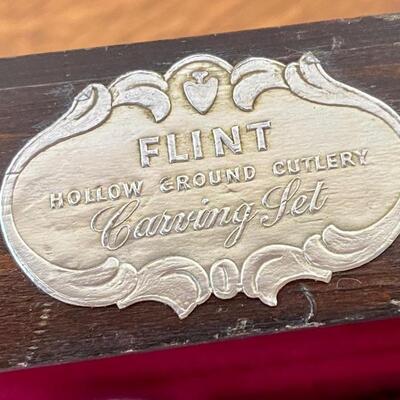 FLINT
HOLLOW GROUND CUTLERY
Carving Set